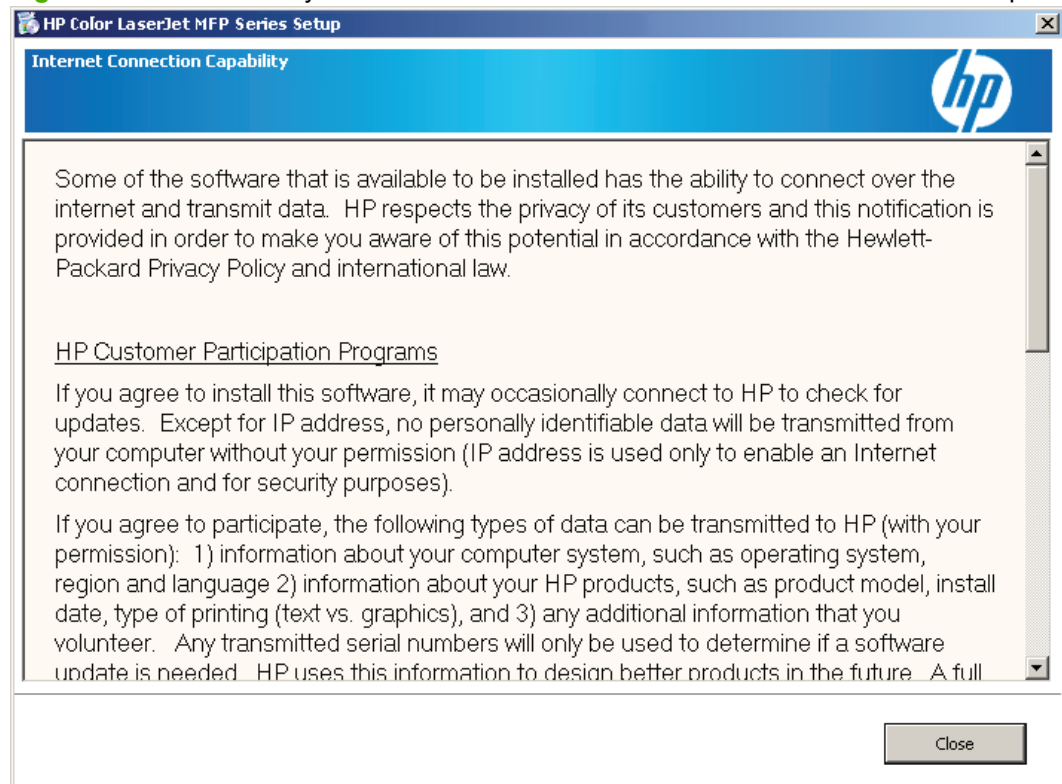 HP Color LaserJet MFP Series Setup
Internet Connection Capability
hp
Some of the software that is available to be installed has the ability to connect over the
internet and transmit data.  HP respects the privacy of its customers and this notification is
provided in order to make you aware of this potential in accordance with the Hewlett-
Packard Privacy Policy and international law.
HP Customer Participation Programs
If you agree to install this software, it may occasionally connect to HP to check for
updates.  Except for IP address, no personally identifiable data will be transmitted from
your computer without your permission (IP address is used only to enable an Internet
connection and for security purposes).
If you agree to participate, the following types of data can be transmitted to HP (with your
permission):  1) information about your computer system, such as operating system,
region and language 2) information about your HP products, such as product model, install
date, type of printing (text vs. graphics), and 3) any additional information that you
volunteer.   Any transmitted serial numbers will only be used to determine if a software
update is needed.  HP uses this information to design better products in the future.  A full
Close